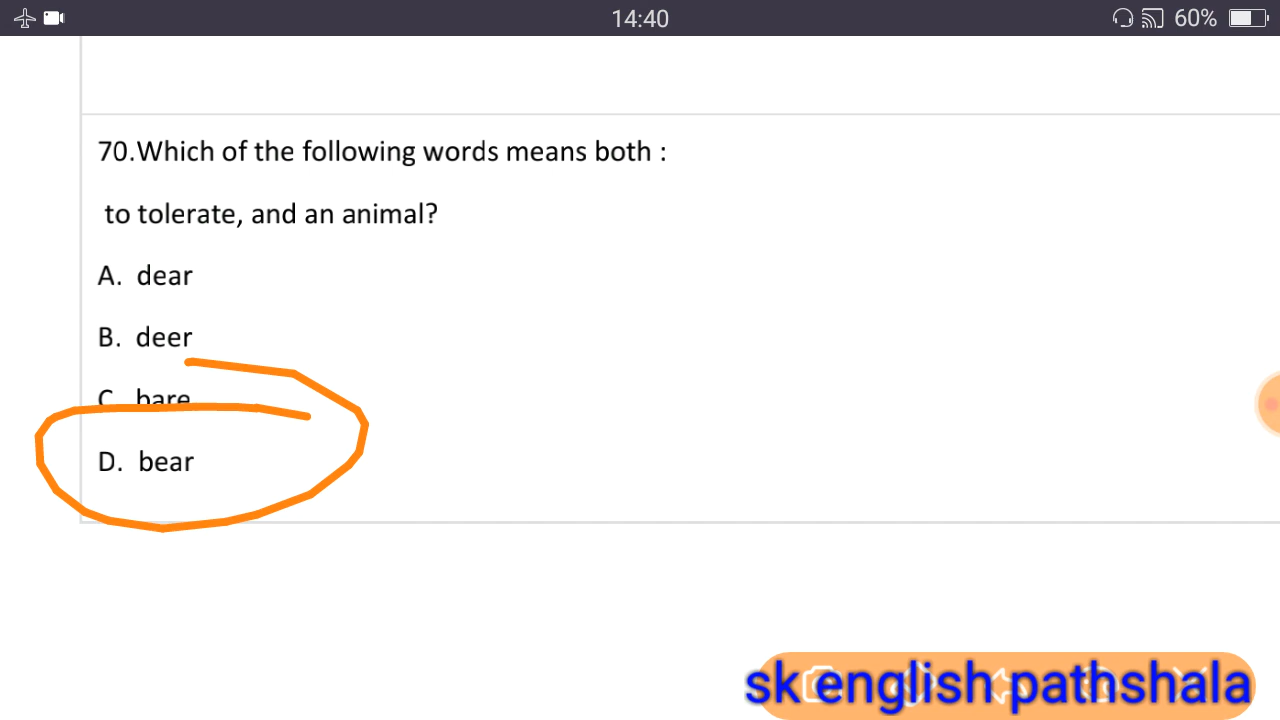 14:40
60%
70.Which of the following words means both :
to tolerate, and an animal?
A. dear
B. deer
C. bare
D. bear
sk english pathshala